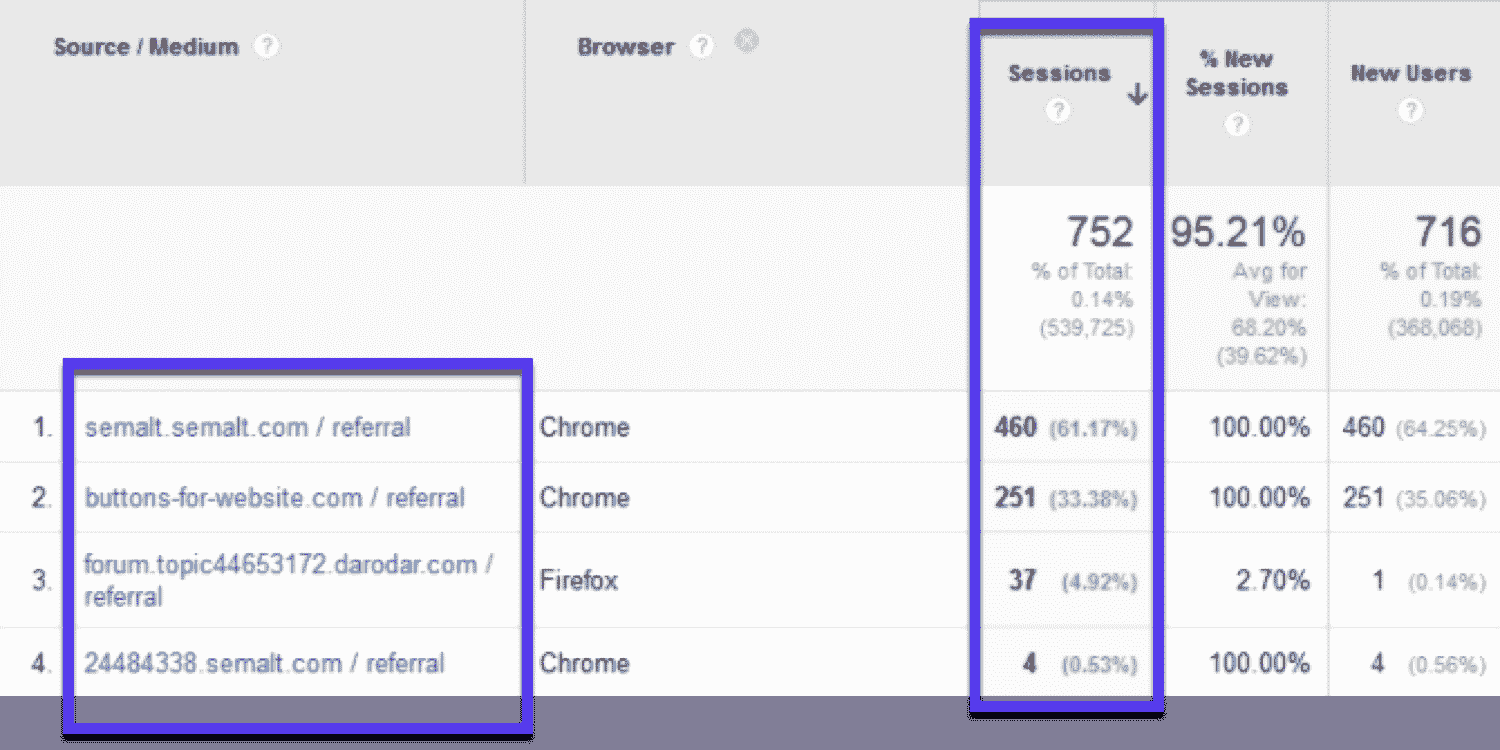 Source / Medium ?
Browser ?
Sessions ?
% New
Sessions
?
New Users
?
752
% of Total:
0.14%
(539,725)
95.21%
Avg for
View:
68.20%
(39.62%)
716
% of Total:
0.19%
(368,068)
1. semalt.semalt.com / referral Chrome 460 (61.17%) 100.00% 460 (64.25%)
2. buttons-for-website.com / referral Chrome 251 (33.38%) 100.00% 251 (35.06%)
3. forum.topic44653172.darodar.com /
referral Firefox 37 (4.92%) 2.70% 1 (0.14%)
4. 24484338.semalt.com / referral Chrome 4 (0.53%) 100.00% 4 (0.56%)